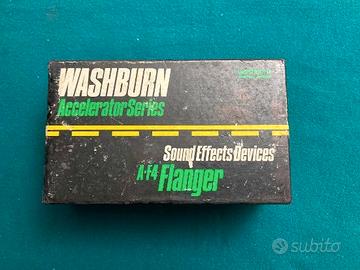 WASHBURN
Accelerator Series
Sound Effects Devices
A-F4 Flanger
subito